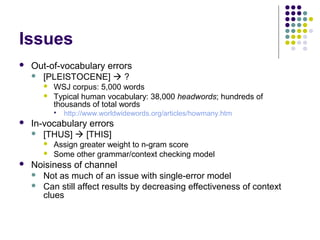 Issues
Out-of-vocabulary errors
[PLEISTOCENE] → ?
WSJ corpus: 5,000 words
Typical human vocabulary: 38,000 headwords; hundreds of
thousands of total words
http://www.worldwidewords.org/articles/howmany.htm
In-vocabulary errors
[THUS] → [THIS]
Assign greater weight to n-gram score
Some other grammar/context checking model
Noisiness of channel
Not as much of an issue with single-error model
Can still affect results by decreasing effectiveness of context
clues